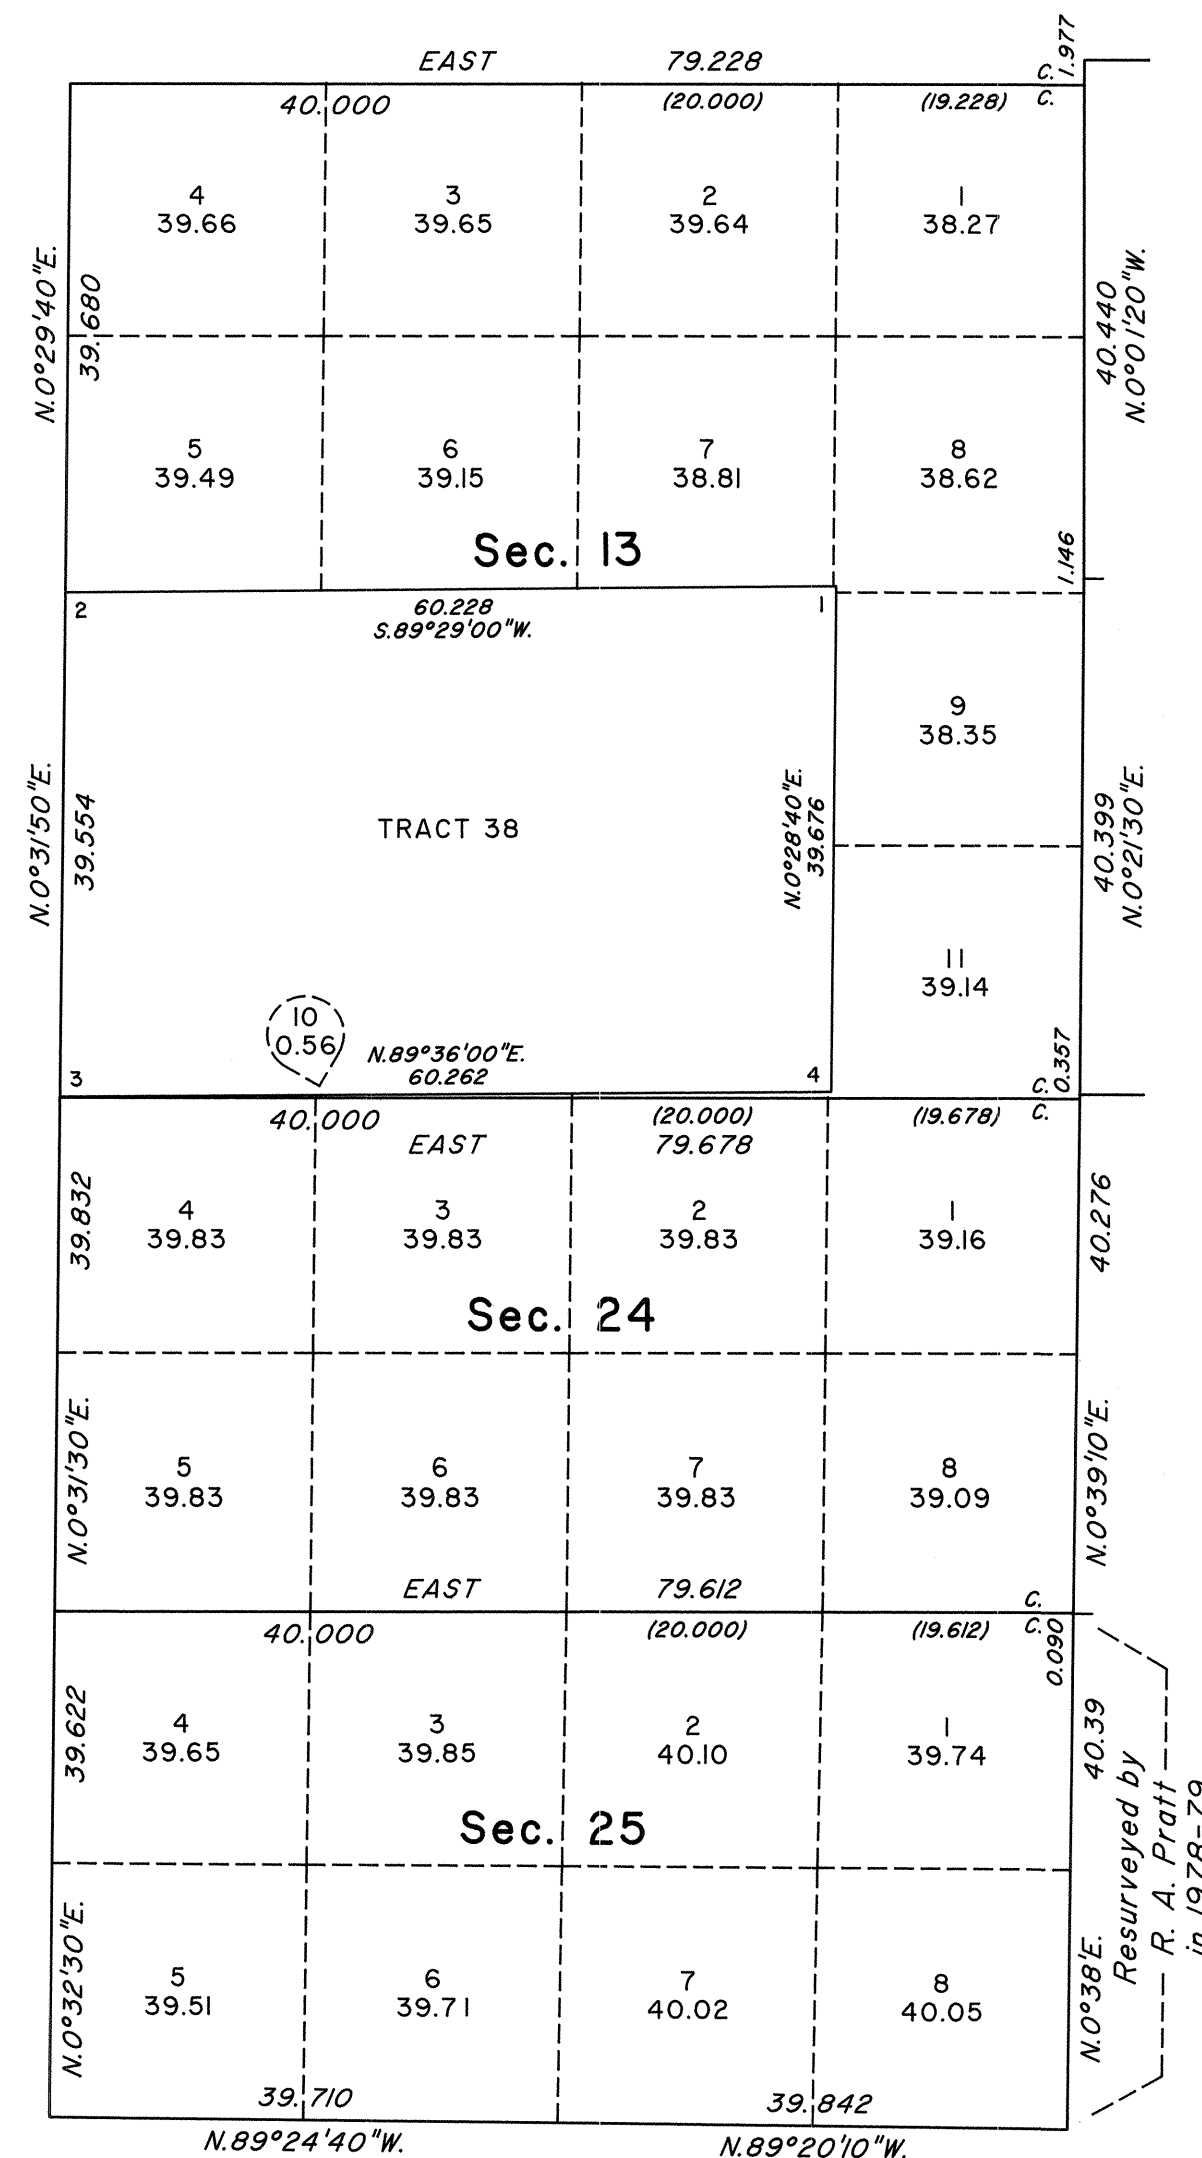 EAST 79.228
C. 1.977
40.000 (20.000) (19.228) C.
4 3 2 1
39.66 39.65 39.64 38.27
N.0°29'40"E.
39.680
40.440
N.0°01'20"W.
5 6 7 8
39.49 39.15 38.81 38.62
Sec. 13
1.146
2 60.228 1
S.89°29'00"W.
9
38.35
N.0°31'50"E.
39.554
TRACT 38
N.0°28'40"E.
39.676
40.399
N.0°21'30"E.
11
39.14
10
0.56
N.89°36'00"E.
3 60.262 4
C. 0.357
40.000 (20.000) (19.678) C.
EAST 79.678
39.832
40.276
4 3 2 1
39.83 39.83 39.83 39.16
Sec. 24
N.0°31'30"E.
N.0°39'10"E.
5 6 7 8
39.83 39.83 39.83 39.09
EAST 79.612 C.
40.000 (20.000) (19.612) C.
0.090
39.622
40.39
4 3 2 1
39.65 39.85 40.10 39.74
Sec. 25
Resurveyed by
R. A. Pratt
in 1978-79
N.0°32'30"E.
N.0°38'E.
5 6 7 8
39.51 39.71 40.02 40.05
39.710 39.842
N.89°24'40"W. N.89°20'10"W.